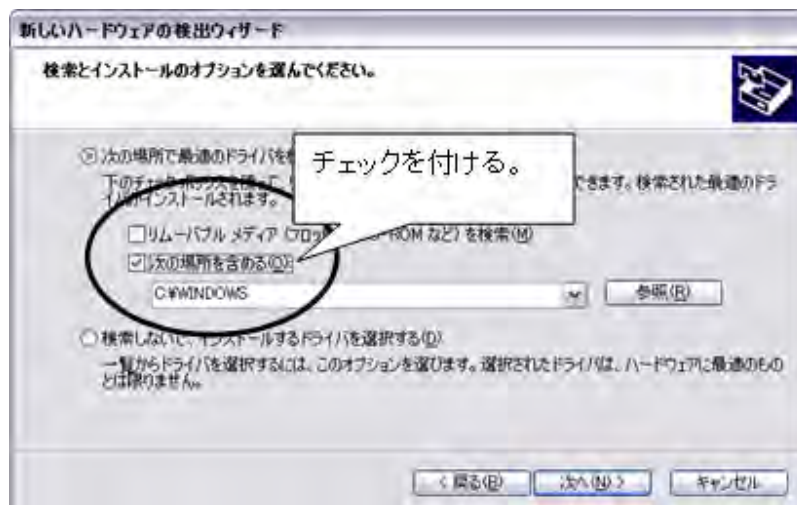 新しいハードウェアの検出ウィザード
検索とインストールのオプションを選んでください。
次の場所で最適のドライバを
チェックを付ける。
下のチェック ボックスを使って、
できます。検索された最適のドラ
イバがインストールされます。
リムーバブル メディア (フロッ ROM など) を検索(M)
次の場所を含める(O):
C:¥WINDOWS
参照(R)
検索しないで、インストールするドライバを選択する(D)
一覧からドライバを選択するには、このオプションを選びます。選択されたドライバは、ハードウェアに最適のもの
とは限りません。
< 戻る(B)
次へ(N) >
キャンセル